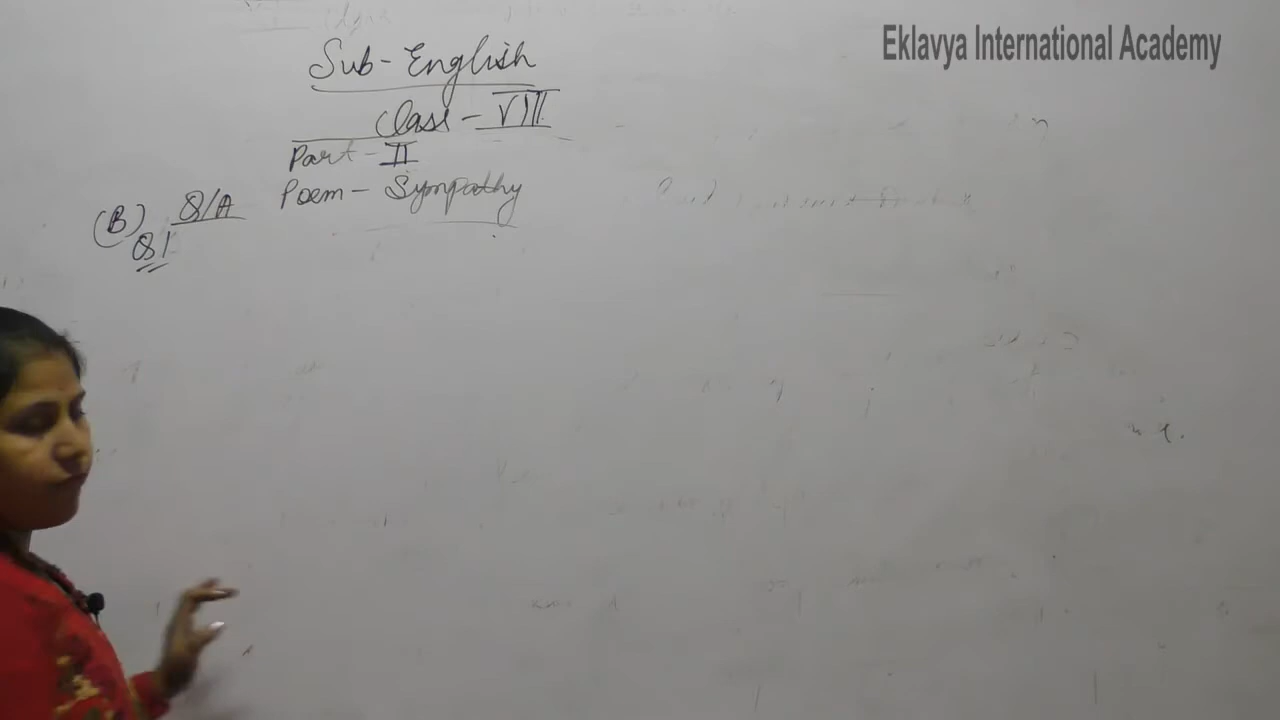 Eklavya International Academy
Sub- English
Class - VIII
Part - II
Poem - Sympathy
(B) Q/A
Q1